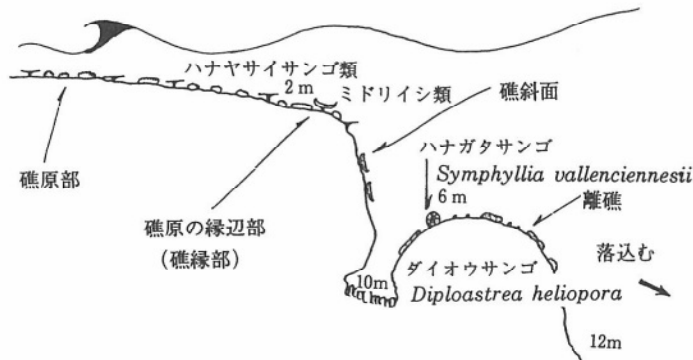 ハナヤサイサンゴ類
2 m
ミドリイシ類
礁斜面
ハナガタサンゴ
Symphyllia vallenciennesii
6 m
離礁
礁原部
礁原の縁辺部
(礁縁部)
落込む
ダイオウサンゴ
10m
Diploastrea heliopora
12m